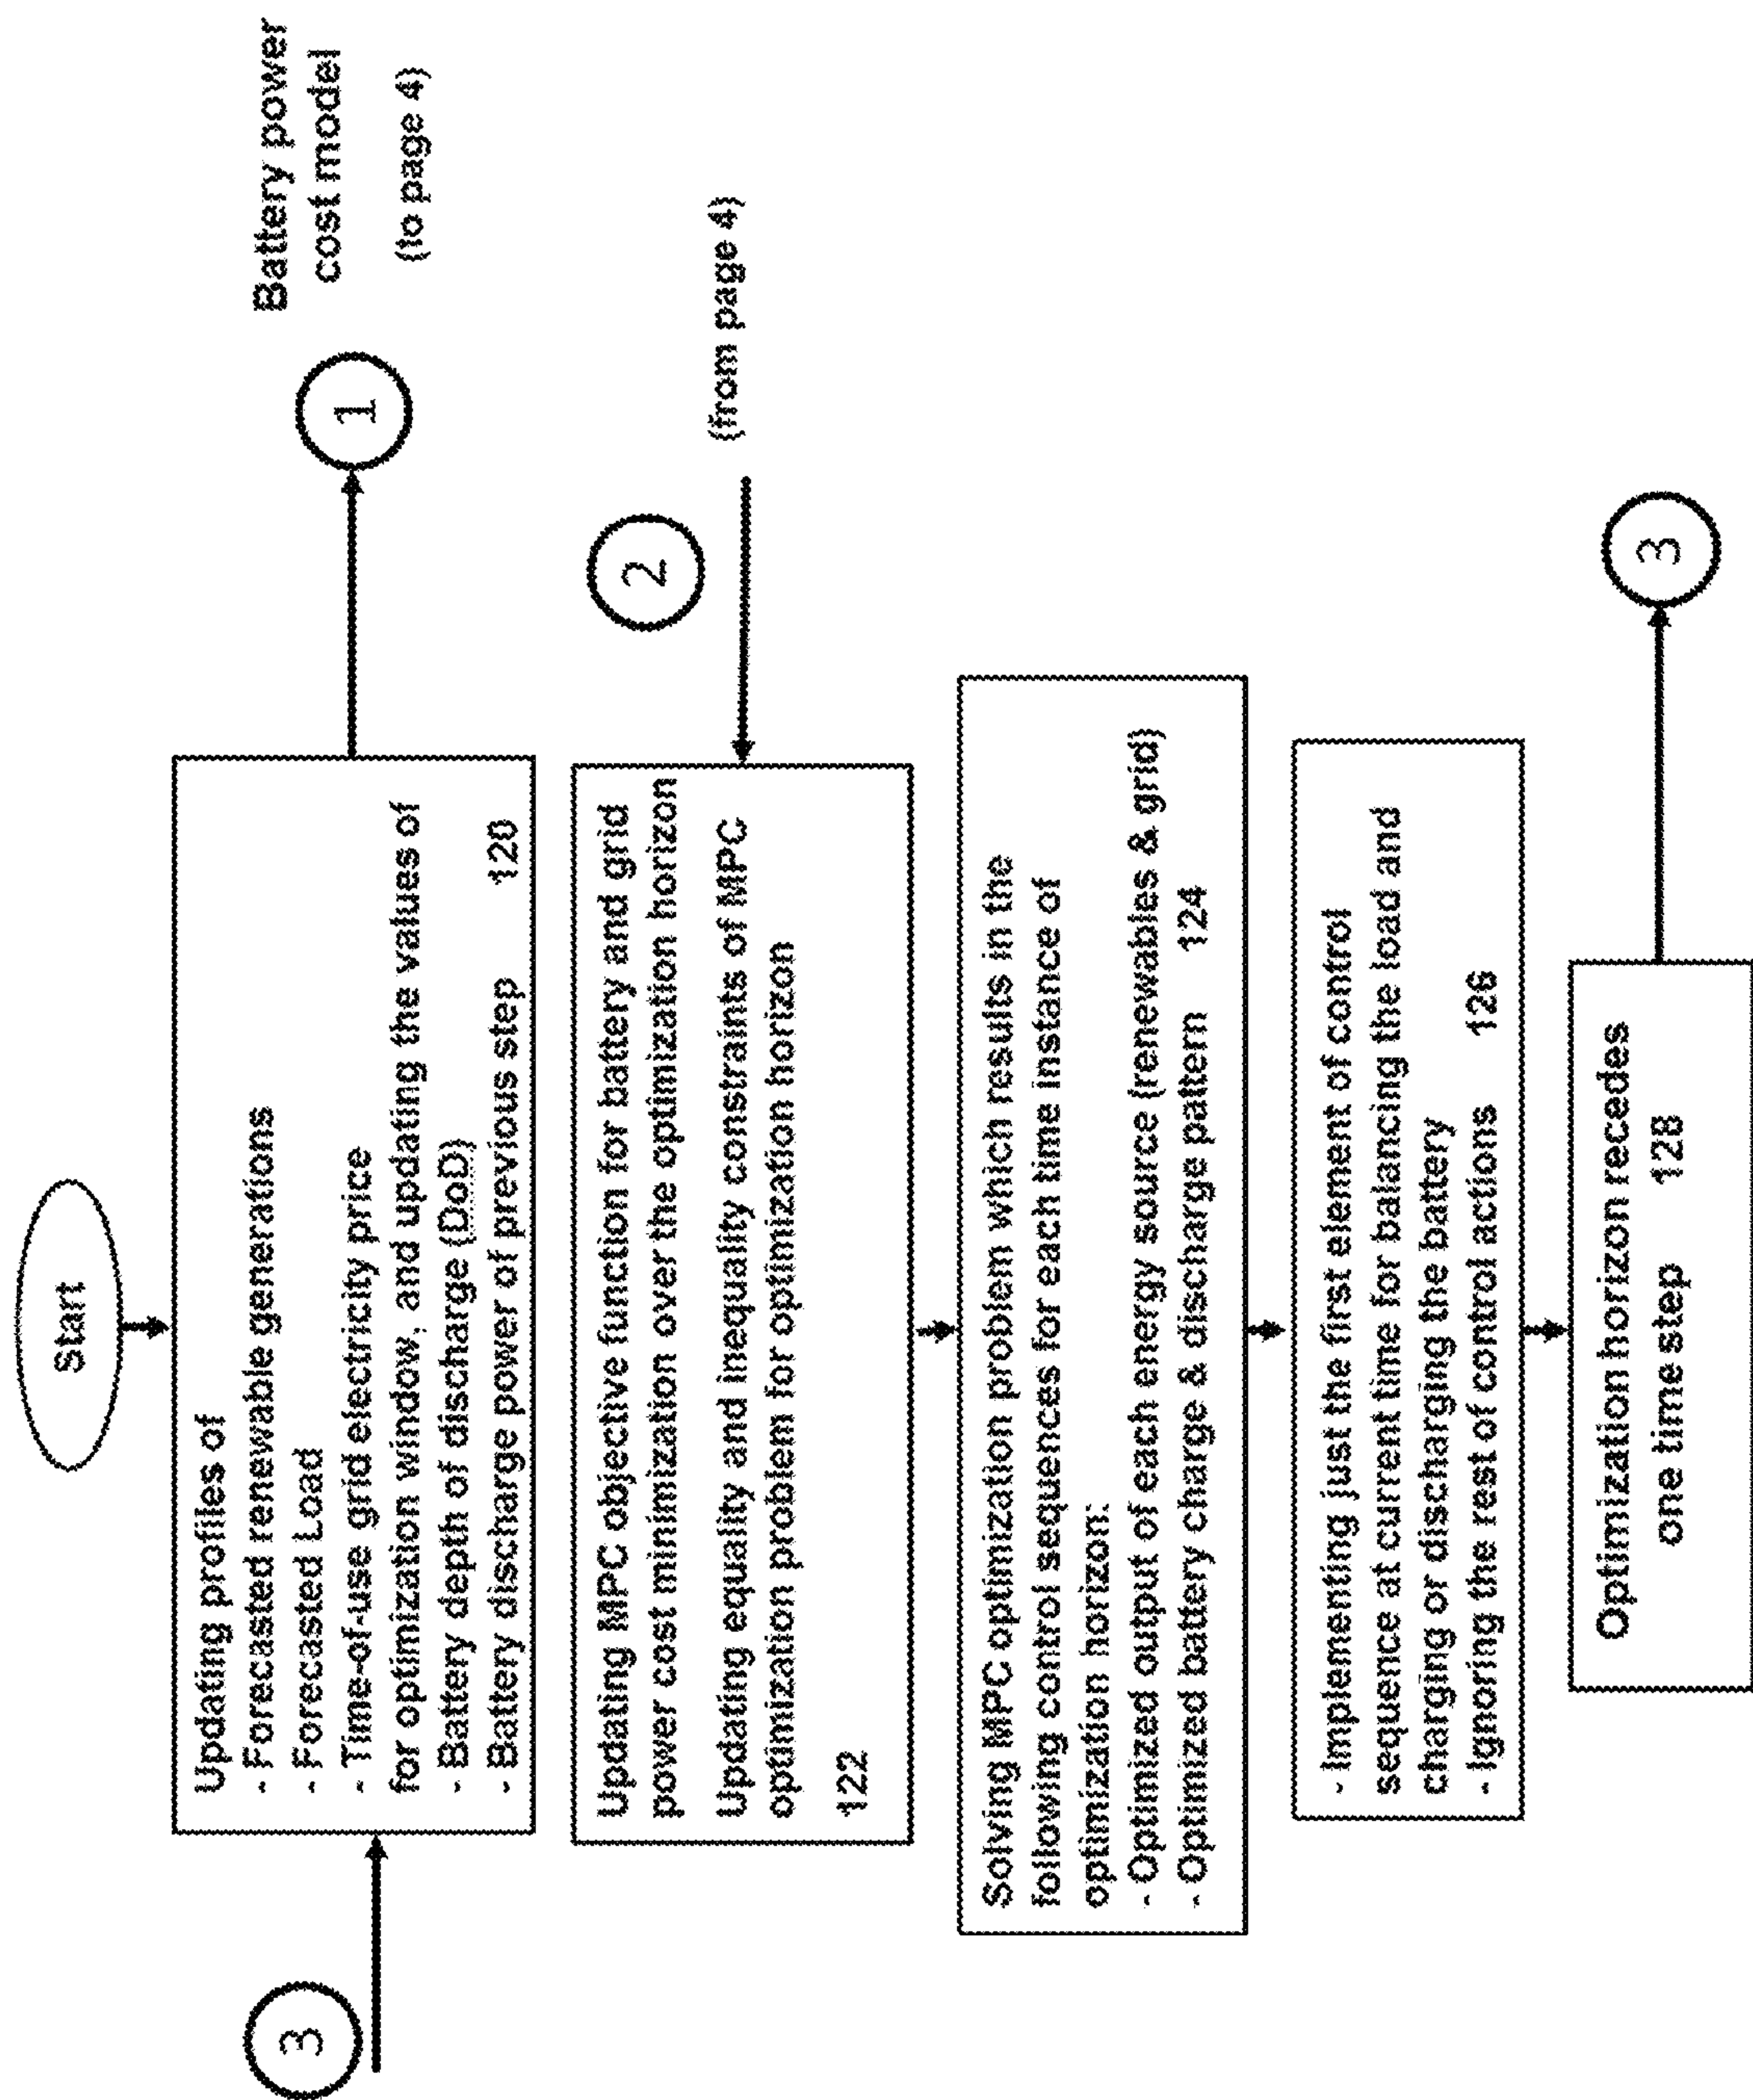 Start
3
Updating profiles of
- Forecasted renewable generations
- Forecasted Load
- Time-of-use grid electricity price
for optimization window, and updating the values of
- Battery depth of discharge (DoD)
- Battery discharge power of previous step 120
1
Battery power
cost model
(to page 4)
Updating MPC objective function for battery and grid
power cost minimization over the optimization horizon
Updating equality and inequality constraints of MPC
optimization problem for optimization horizon
122
2
(from page 4)
Solving MPC optimization problem which results in the
following control sequences for each time instance of
optimization horizon:
- Optimized output of each energy source (renewables & grid)
- Optimized battery charge & discharge pattern 124
- Implementing just the first element of control
sequence at current time for balancing the load and
charging or discharging the battery
- Ignoring the rest of control actions 126
Optimization horizon recedes
one time step 128
3